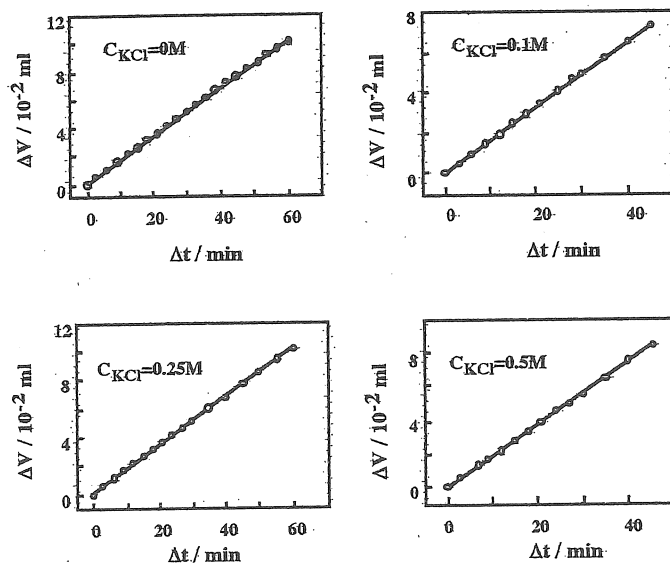 12
8
4
0
ΔV / 10⁻² ml
C_KCl=0M
0 20 40 60
Δt / min
8
4
0
ΔV / 10⁻² ml
C_KCl=0.1M
0 20 40
Δt / min
12
8
4
0
ΔV / 10⁻² ml
C_KCl=0.25M
0 20 40 60
Δt / min
8
4
0
ΔV / 10⁻² ml
C_KCl=0.5M
0 20 40
Δt / min